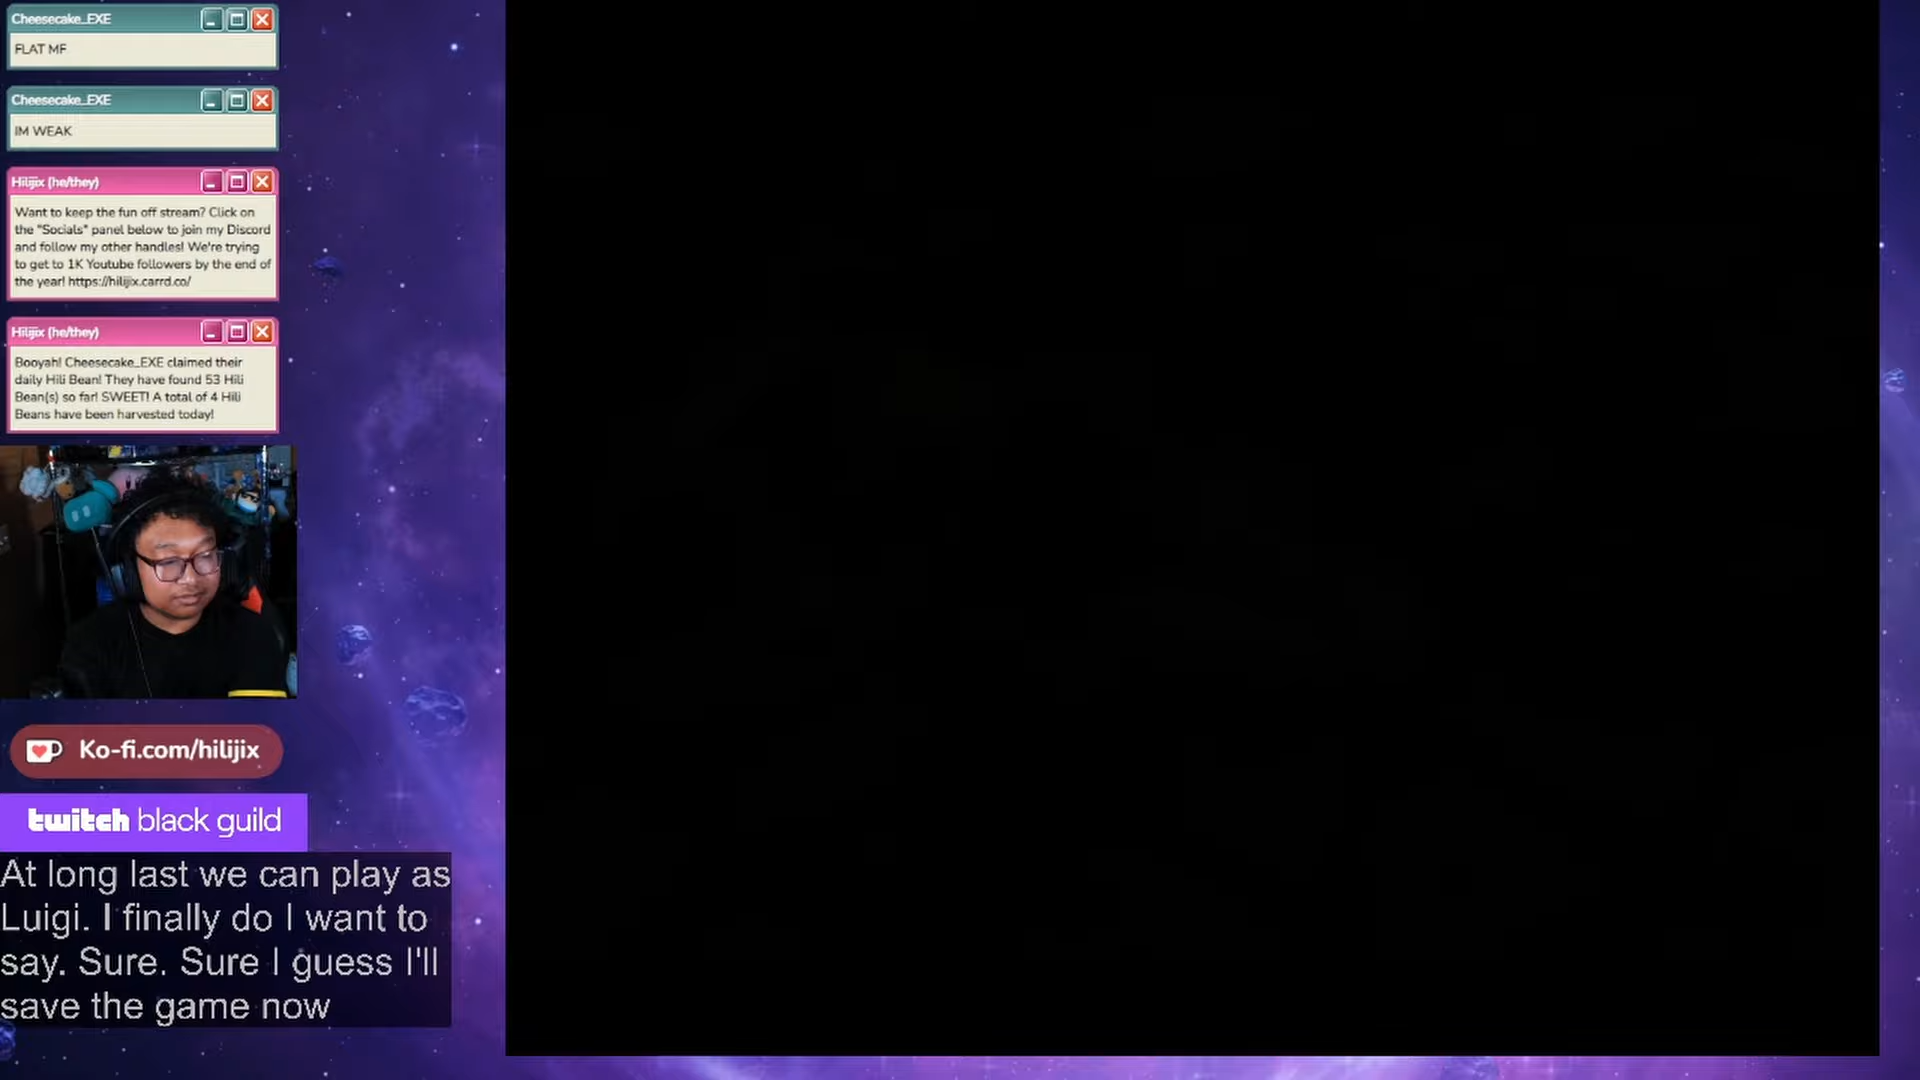 Cheesecake_EXE
FLAT MF
Cheesecake_EXE
IM WEAK
Hilijix (he/they)
Want to keep the fun off stream? Click on
the "Socials" panel below to join my Discord
and follow my other handles! We're trying
to get to 1K Youtube followers by the end of
the year! https://hilijix.carrd.co/
Hilijix (he/they)
Booyah! Cheesecake_EXE claimed their
daily Hili Bean! They have found 53 Hili
Bean(s) so far! SWEET! A total of 4 Hili
Beans have been harvested today!
Ko-fi.com/hilijix
twitch black guild
At long last we can play as
Luigi. I finally do I want to
say. Sure. Sure I guess I'll
save the game now